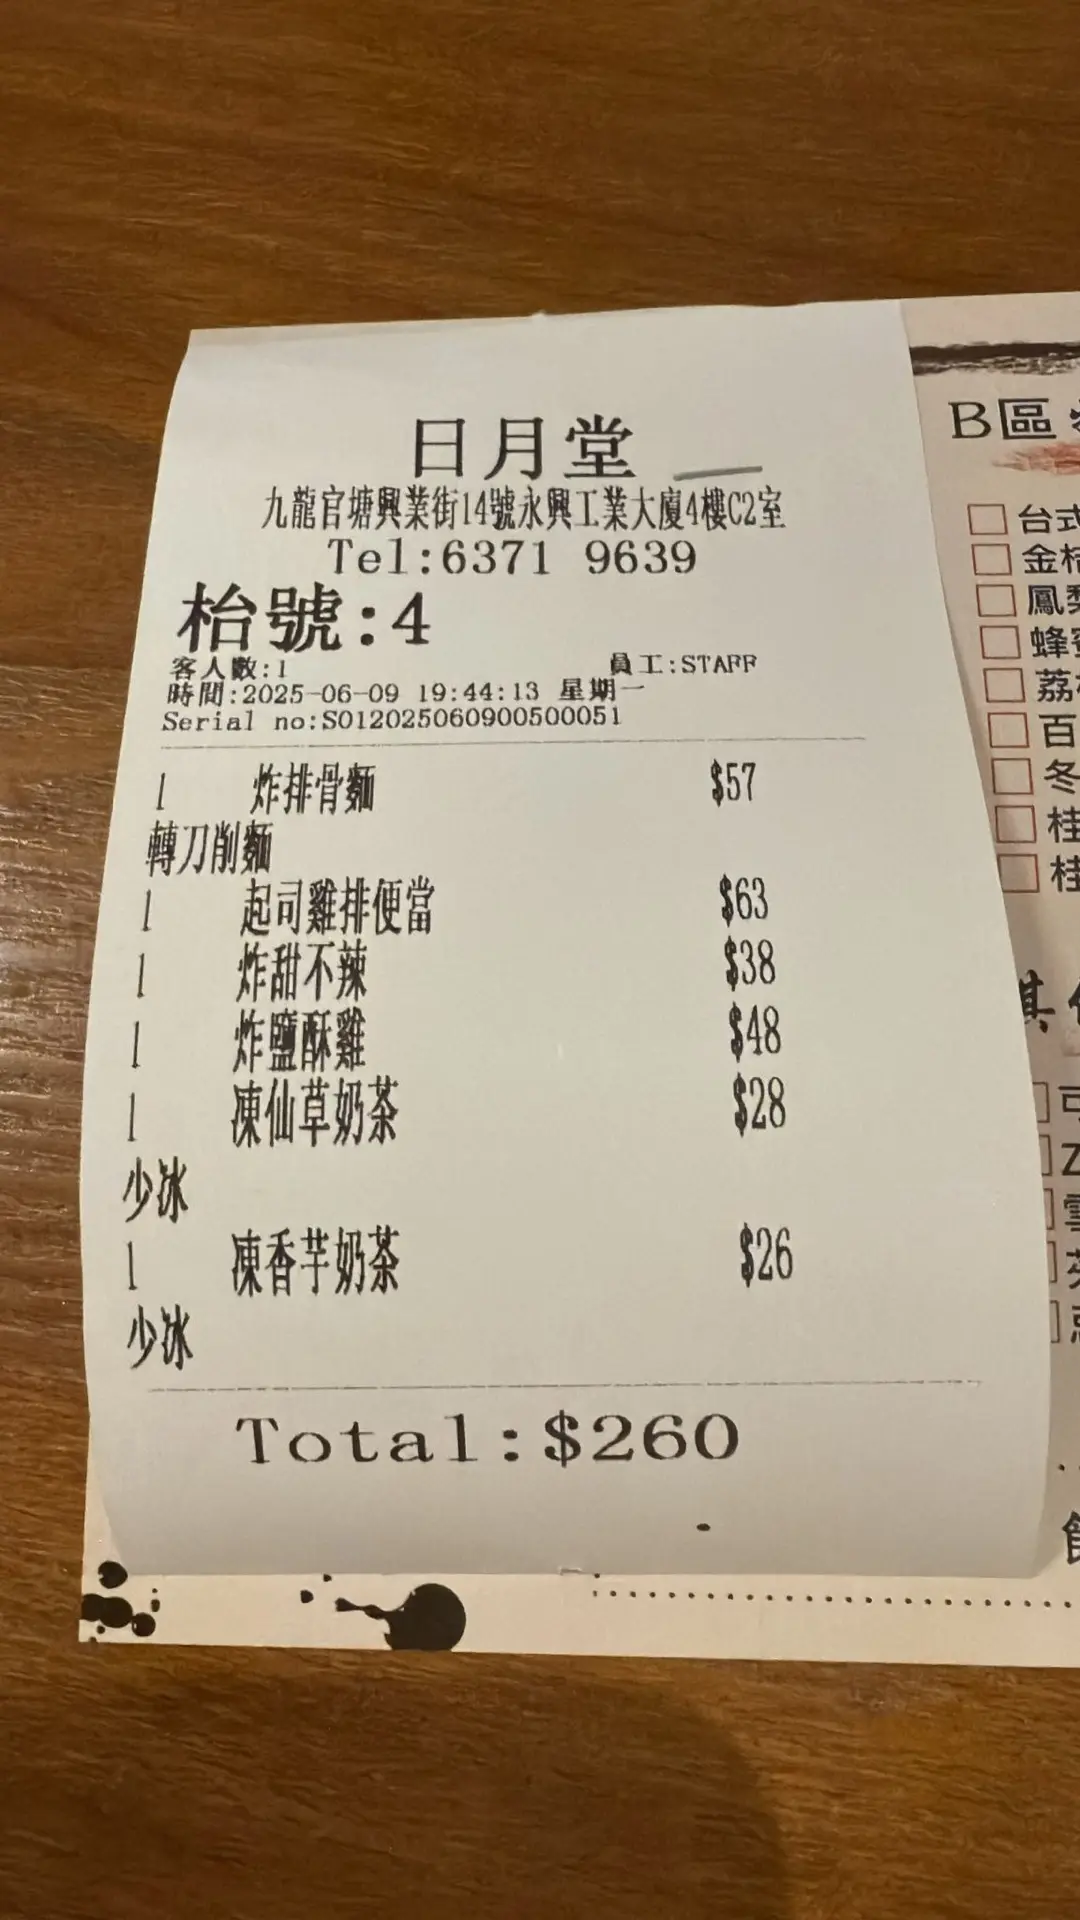 日月堂
九龍官塘興業街14號永興工業大廈4樓C2室
Tel:6371 9639
枱號:4
客人數:1 員工:STAFF
時間:2025-06-09 19:44:13 星期一
Serial no:S012025060900500051
1 炸排骨麵 $57
轉刀削麵
1 起司雞排便當 $63
1 炸甜不辣 $38
1 炸鹽酥雞 $48
1 凍仙草奶茶 $28
少冰
1 凍香芋奶茶 $26
少冰
Total:$260
B區
台式
金桔
鳳梨
蜂蜜
荔枝
百
冬
桂
桂
其
可